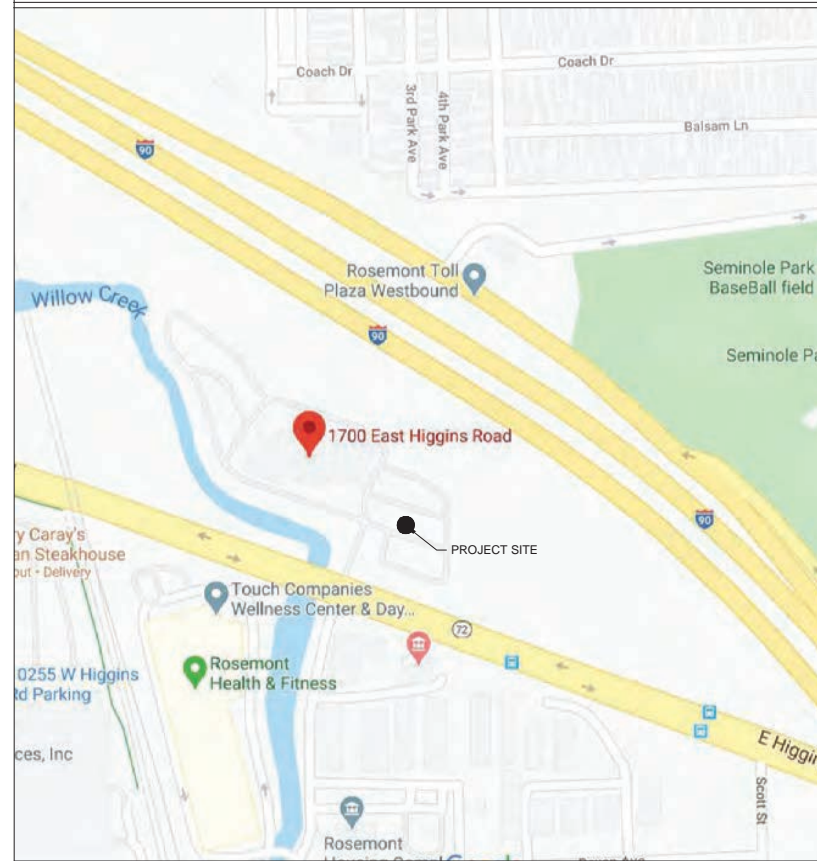 Coach Dr
Coach Dr
3rd Park Ave
4th Park Ave
Balsam Ln
90
Rosemont Toll
Plaza Westbound
Seminole Park
BaseBall field
Willow Creek
90
Seminole Pa
1700 East Higgins Road
90
PROJECT SITE
ry Caray's
an Steakhouse
out • Delivery
Touch Companies
Wellness Center & Day...
72
0255 W Higgins
Rd Parking
Rosemont
Health & Fitness
E Higgin
ces, Inc
Scott St
Rosemont